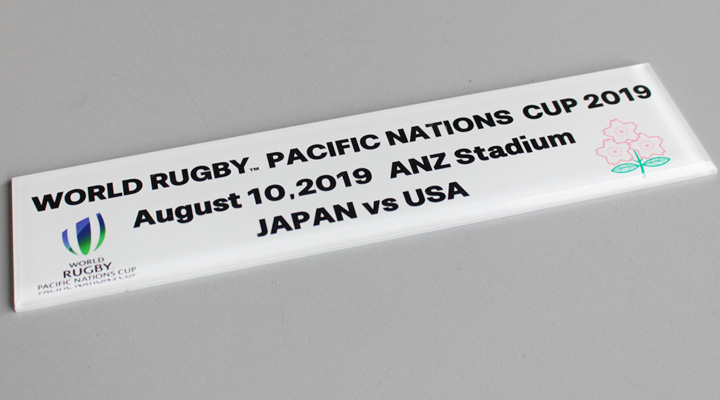 WORLD RUGBY™ PACIFIC NATIONS CUP 2019
August 10,2019 ANZ Stadium
JAPAN vs USA
WORLD
RUGBY
PACIFIC NATIONS CUP